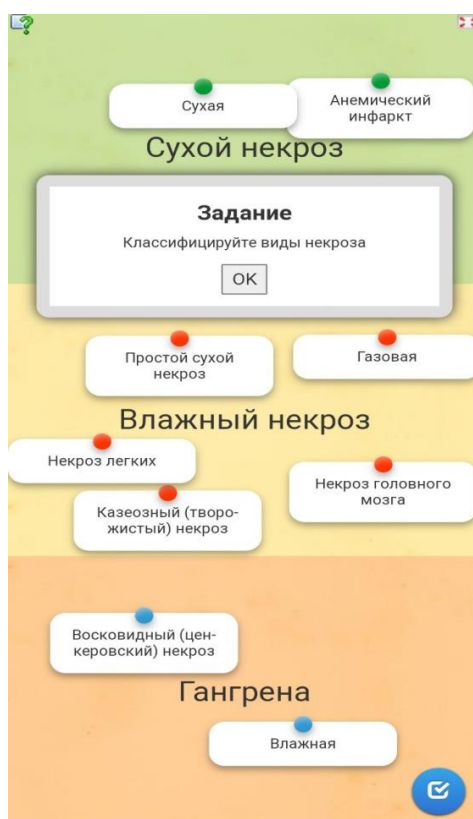 Сухая
Анемический
инфаркт
Сухой некроз
Задание
Классифицируйте виды некроза
OK
Простой сухой
некроз
Газовая
Влажный некроз
Некроз легких
Некроз головного
мозга
Казеозный (творо-
жистый) некроз
Восковидный (цен-
керовский) некроз
Гангрена
Влажная